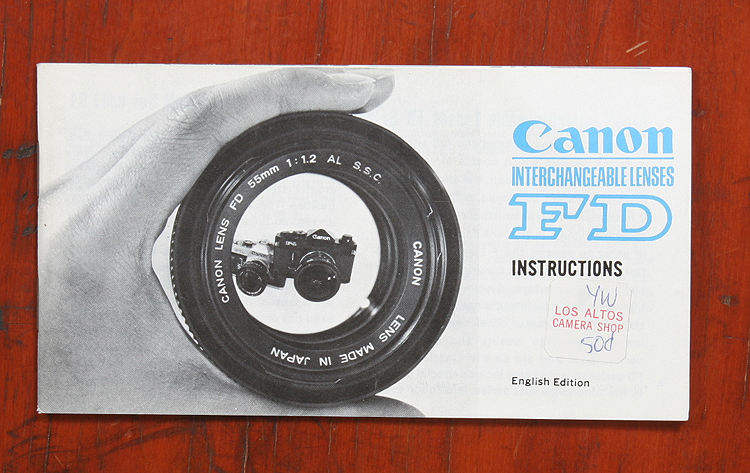 Canon
INTERCHANGEABLE LENSES
FD
INSTRUCTIONS
YW
LOS ALTOS
CAMERA SHOP
50¢
English Edition
CANON LENS FD 55mm 1:1.2 AL S.S.C.
CANON LENS MADE IN JAPAN
Canon